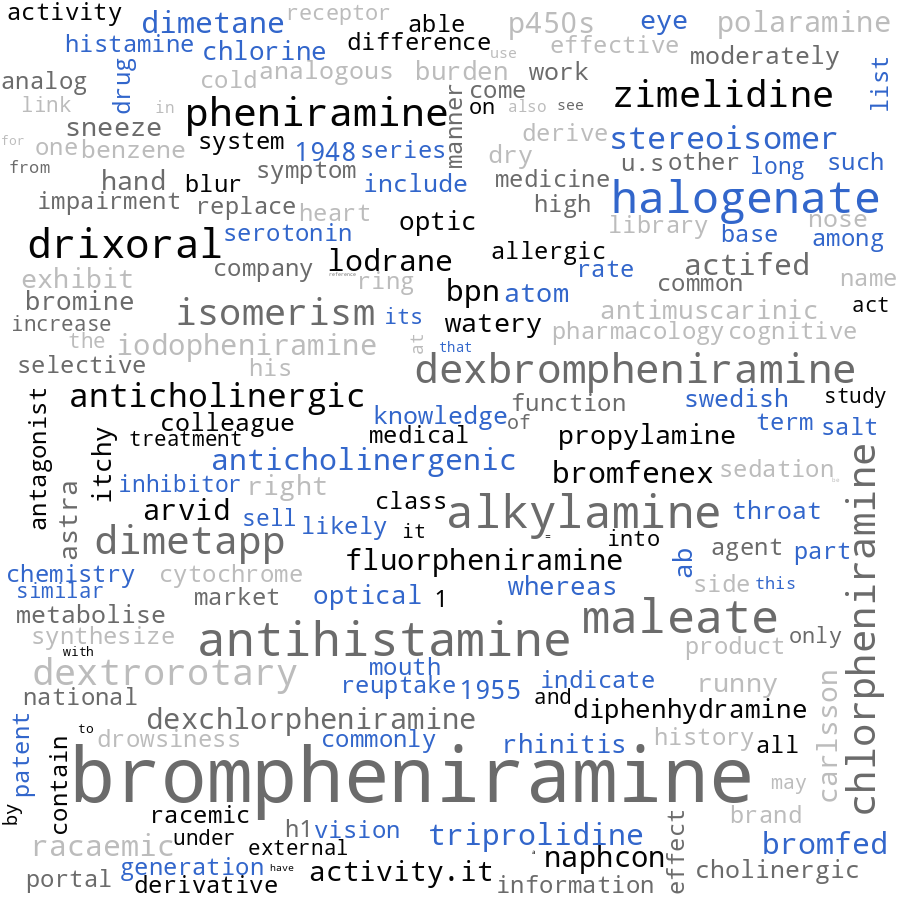 activity
dimetane
receptor
able
p450s
eye
polaramine
histamine
chlorine
difference
use
effective
moderately
analog
drug
cold
analogous
burden
work
list
link
in
pheniramine
manner
come
on
also
see
zimelidine
for
sneeze
system
derive
stereoisomer
one
benzene
1948
series
dry
u.s
other
long
such
from
symptom
hand
blur
include
medicine
halogenate
impairment
replace
heart
high
library
nose
optic
drixoral
serotonin
base
among
allergic
company
lodrane
rate
actifed
reference
exhibit
ring
common
name
bromine
bpn
atom
isomerism
its
antimuscarinic
act
increase
watery
pharmacology
cognitive
the
iodopheniramine
at
that
selective
his
dexbrompheniramine
anticholinergic
function
swedish
study
antagonist
colleague
knowledge
of
term
salt
itchy
treatment
medical
propylamine
anticholinergenic
bromfenex
sedation
inhibitor
right
class
astra
arvid
sell
likely
it
alkylamine
throat
chlorpheniramine
dimetapp
=
into
agent
part
fluorpheniramine
ab
chemistry
cytochrome
whereas
side
this
similar
market
optical
1
metabolise
maleate
synthesize
antihistamine
only
with
product
dextrorotary
mouth
reuptake
1955
indicate
runny
national
and
carlsson
dexchlorpheniramine
diphenhydramine
patent
to
drowsiness
commonly
rhinitis
history
all
contain
brompheniramine
may
by
racemic
brand
under
h1
vision
triprolidine
effect
bromfed
racaemic
external
naphcon
generation
have
activity.it
cholinergic
portal
derivative
information